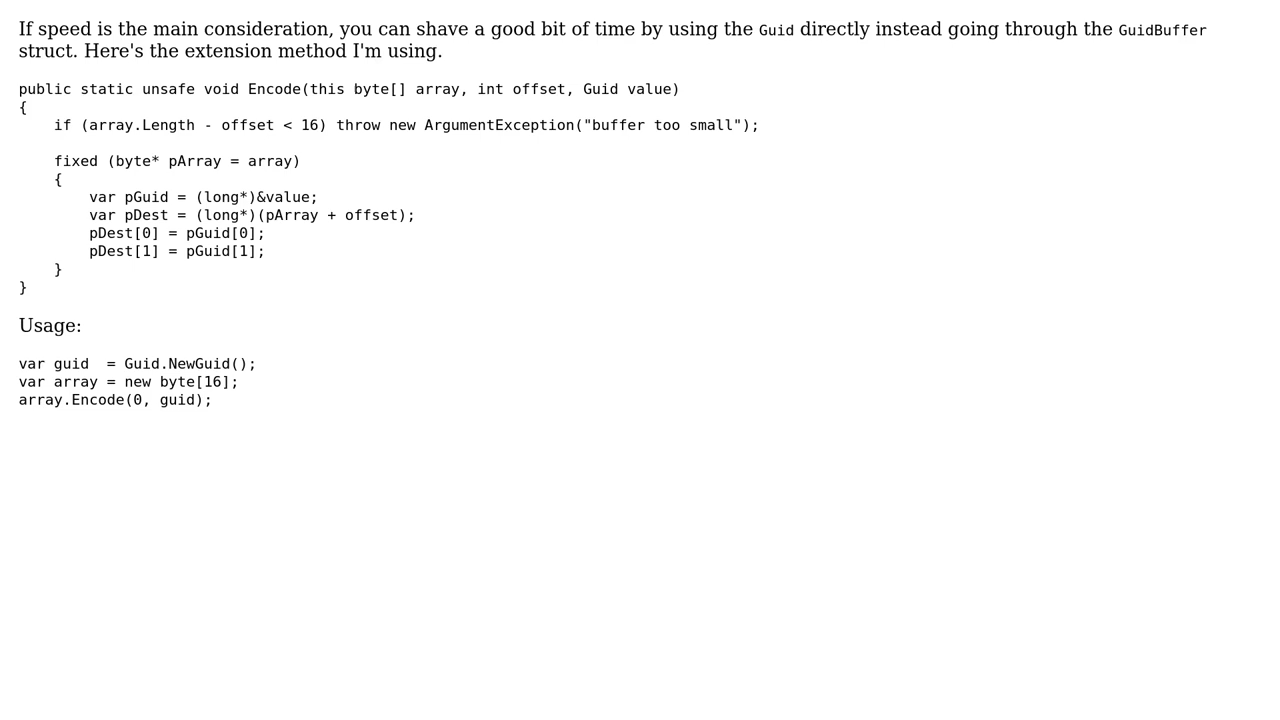 If speed is the main consideration, you can shave a good bit of time by using the Guid directly instead going through the GuidBuffer
struct. Here's the extension method I'm using.
public static unsafe void Encode(this byte[] array, int offset, Guid value)
{
    if (array.Length - offset < 16) throw new ArgumentException("buffer too small");

    fixed (byte* pArray = array)
    {
        var pGuid = (long*)&value;
        var pDest = (long*)(pArray + offset);
        pDest[0] = pGuid[0];
        pDest[1] = pGuid[1];
    }
}
Usage:
var guid  = Guid.NewGuid();
var array = new byte[16];
array.Encode(0, guid);